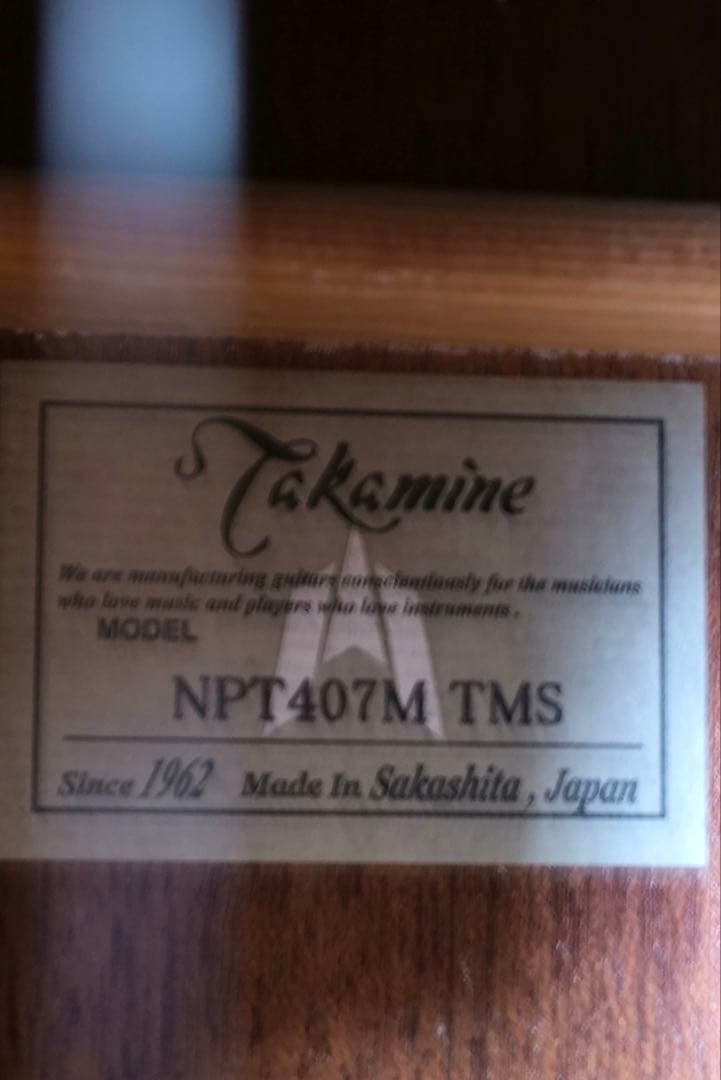 Takamine
We are manufacturing guitars conscientiously for the musicians
who love music and players who love instruments.
MODEL
NPT407M TMS
Since 1962 Made In Sakashita, Japan